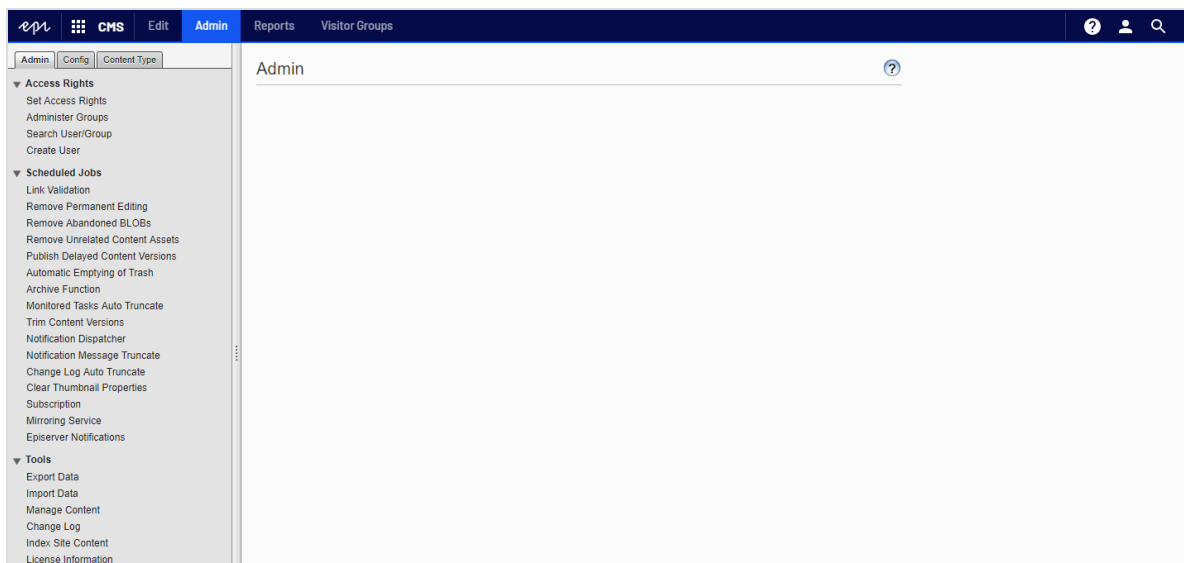 epi CMS Edit Admin Reports Visitor Groups ?
Admin Config Content Type
Access Rights
Set Access Rights
Administer Groups
Search User/Group
Create User
Scheduled Jobs
Link Validation
Remove Permanent Editing
Remove Abandoned BLOBs
Remove Unrelated Content Assets
Publish Delayed Content Versions
Automatic Emptying of Trash
Archive Function
Monitored Tasks Auto Truncate
Trim Content Versions
Notification Dispatcher
Notification Message Truncate
Change Log Auto Truncate
Clear Thumbnail Properties
Subscription
Mirroring Service
Episerver Notifications
Tools
Export Data
Import Data
Manage Content
Change Log
Index Site Content
License Information
Admin ?